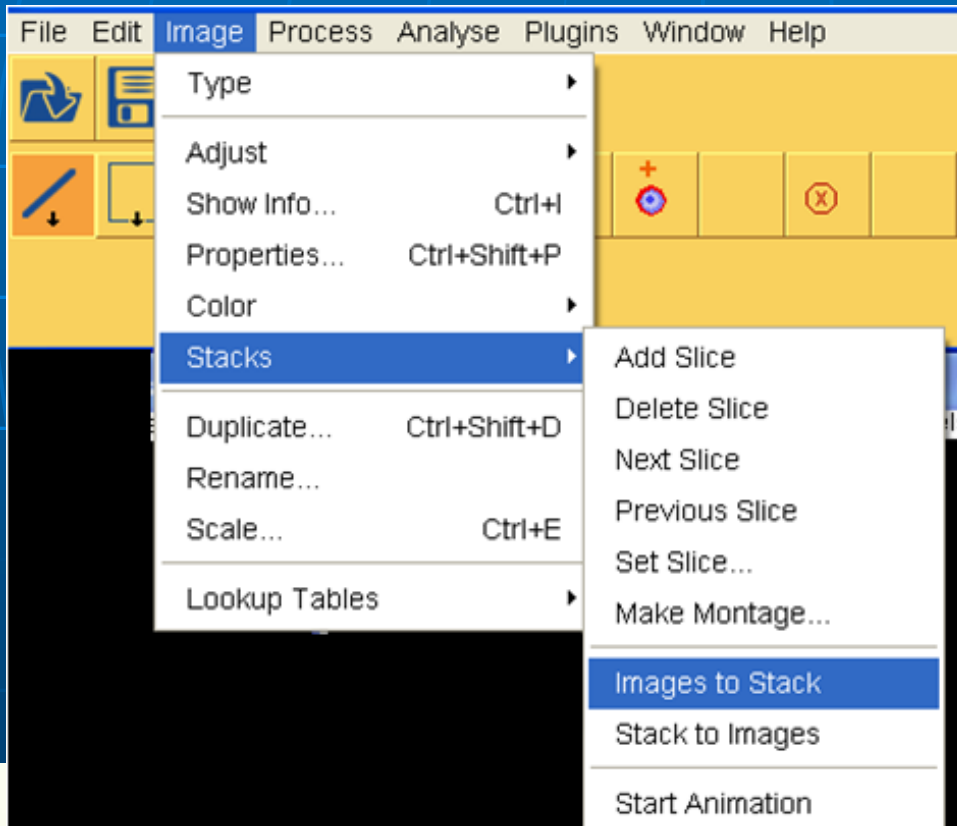 File Edit Image Process Analyse Plugins Window Help
Type
Adjust
Show Info... Ctrl+I
Properties... Ctrl+Shift+P
Color
Stacks
Duplicate... Ctrl+Shift+D
Rename...
Scale... Ctrl+E
Lookup Tables
Add Slice
Delete Slice
Next Slice
Previous Slice
Set Slice...
Make Montage...
Images to Stack
Stack to Images
Start Animation